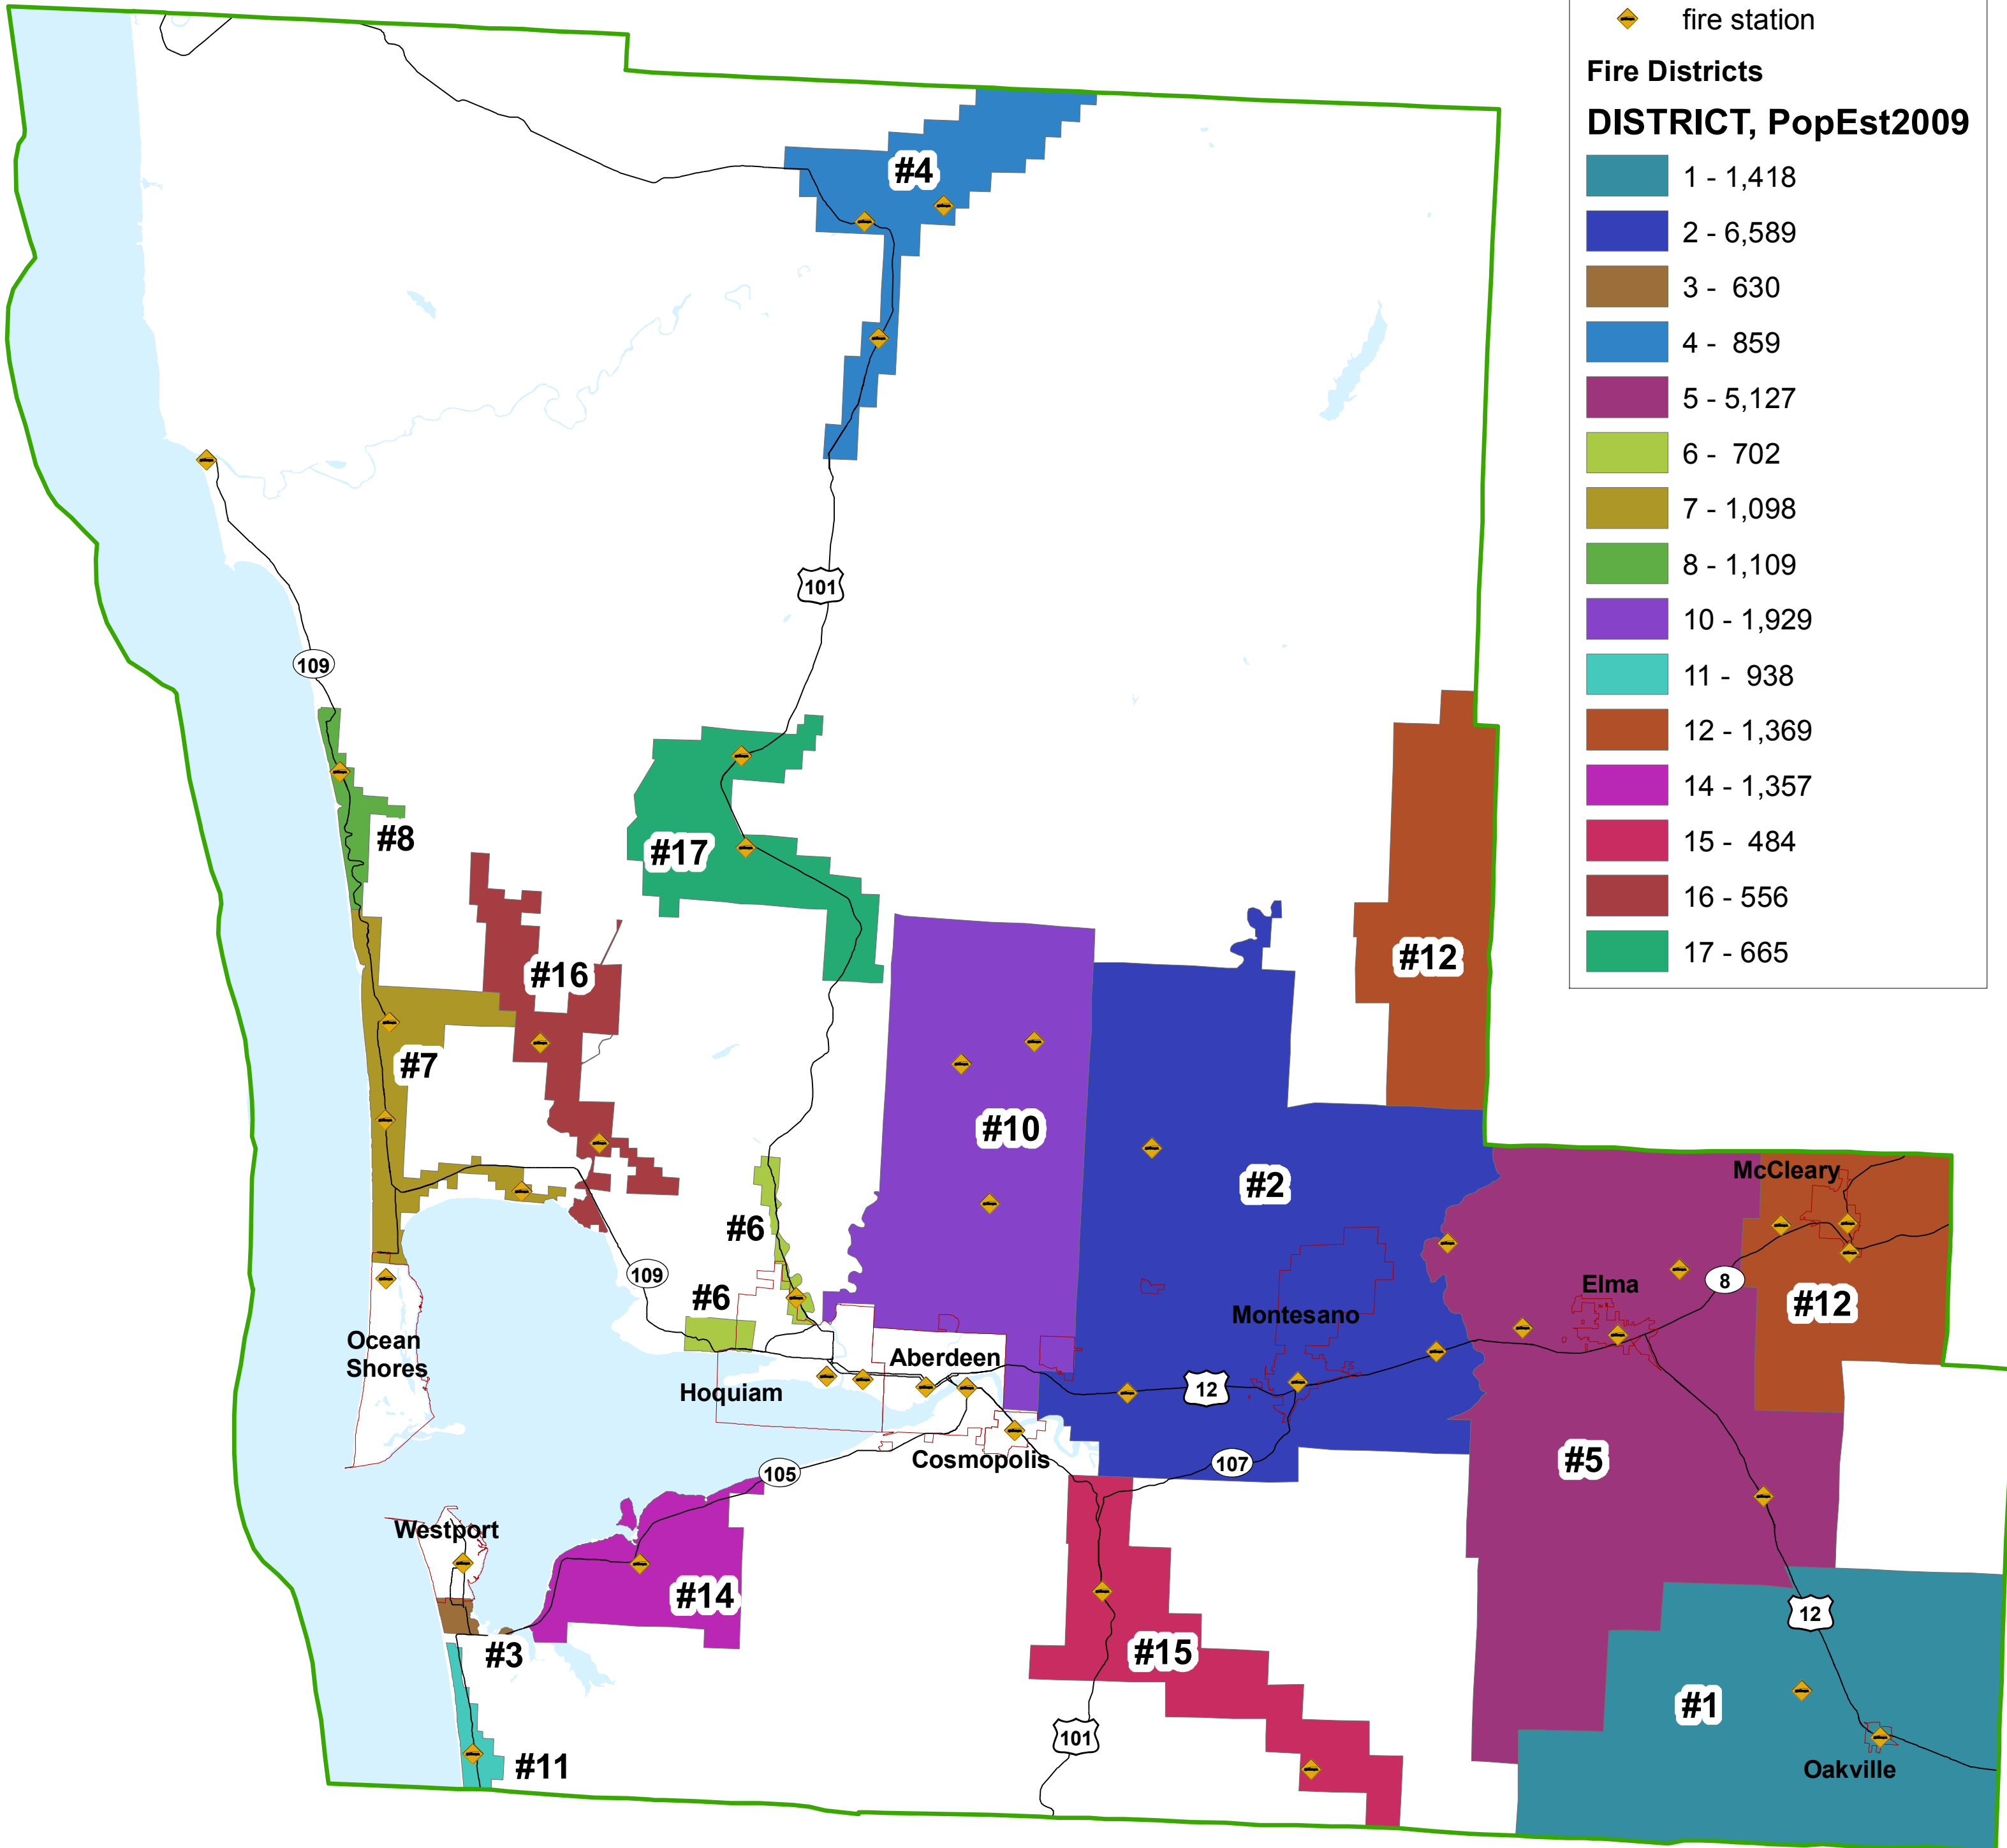 fire station
Fire Districts
DISTRICT, PopEst2009
1 - 1,418
2 - 6,589
3 -  630
4 -  859
5 - 5,127
6 -  702
7 - 1,098
8 - 1,109
10 - 1,929
11 -  938
12 - 1,369
14 - 1,357
15 -  484
16 - 556
17 - 665
#4
101
109
#8
#17
#16
#12
#7
#10
#2
McCleary
#6
109
#6
8
Elma
#12
Montesano
Ocean
Shores
Aberdeen
Hoquiam
12
Cosmopolis
105
107
#5
Westport
#14
12
#3
#15
#1
101
#11
Oakville